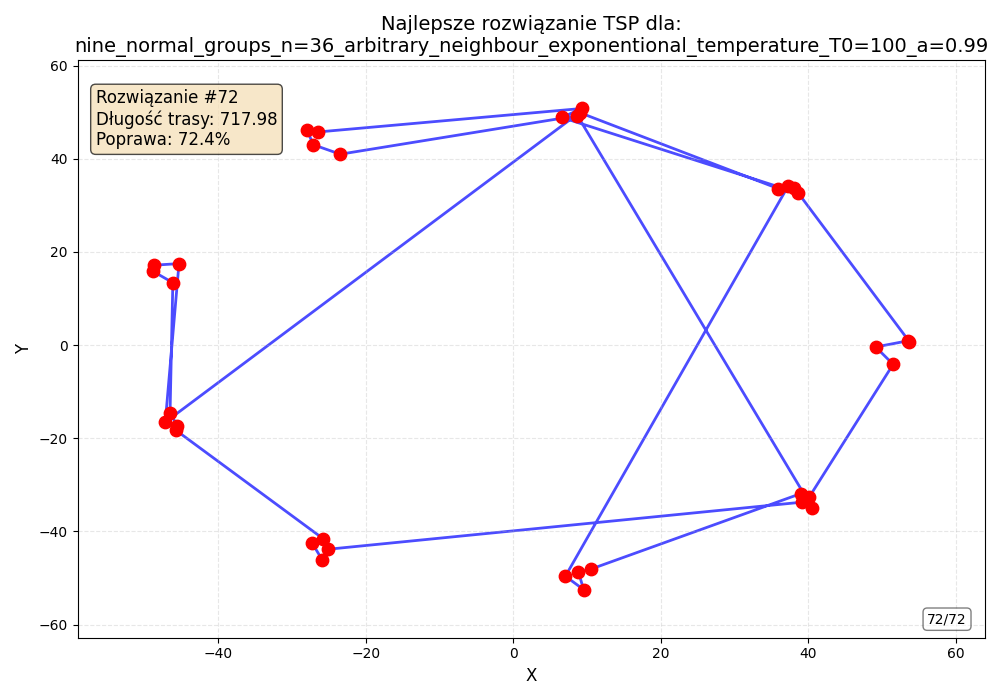 Najlepsze rozwiązanie TSP dla:
nine_normal_groups_n=36_arbitrary_neighbour_exponentional_temperature_T0=100_a=0.99
Rozwiązanie #72
Długość trasy: 717.98
Poprawa: 72.4%
60
40
20
0
−20
−40
−60
Y
72/72
−40
−20
0
20
40
60
X